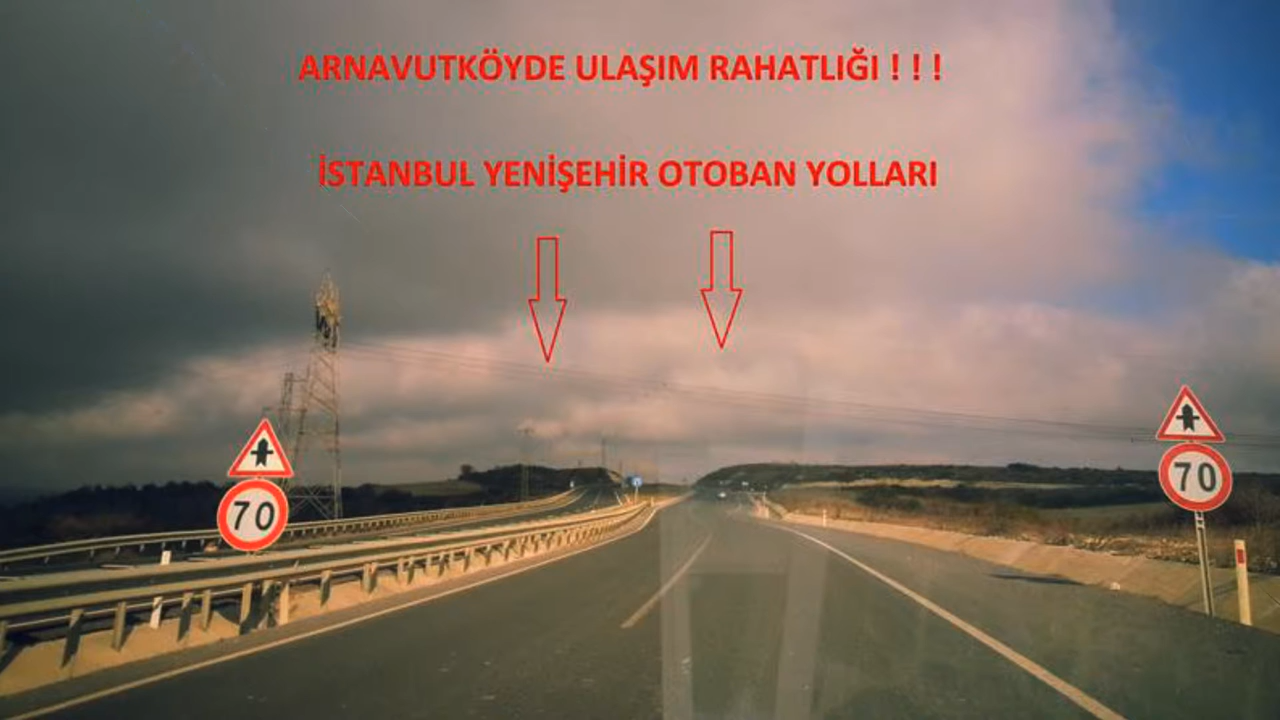 ARNAVUTKÖYDE ULAŞIM RAHATLIĞI ! ! !
İSTANBUL YENİŞEHİR OTOBAN YOLLARI
70
70